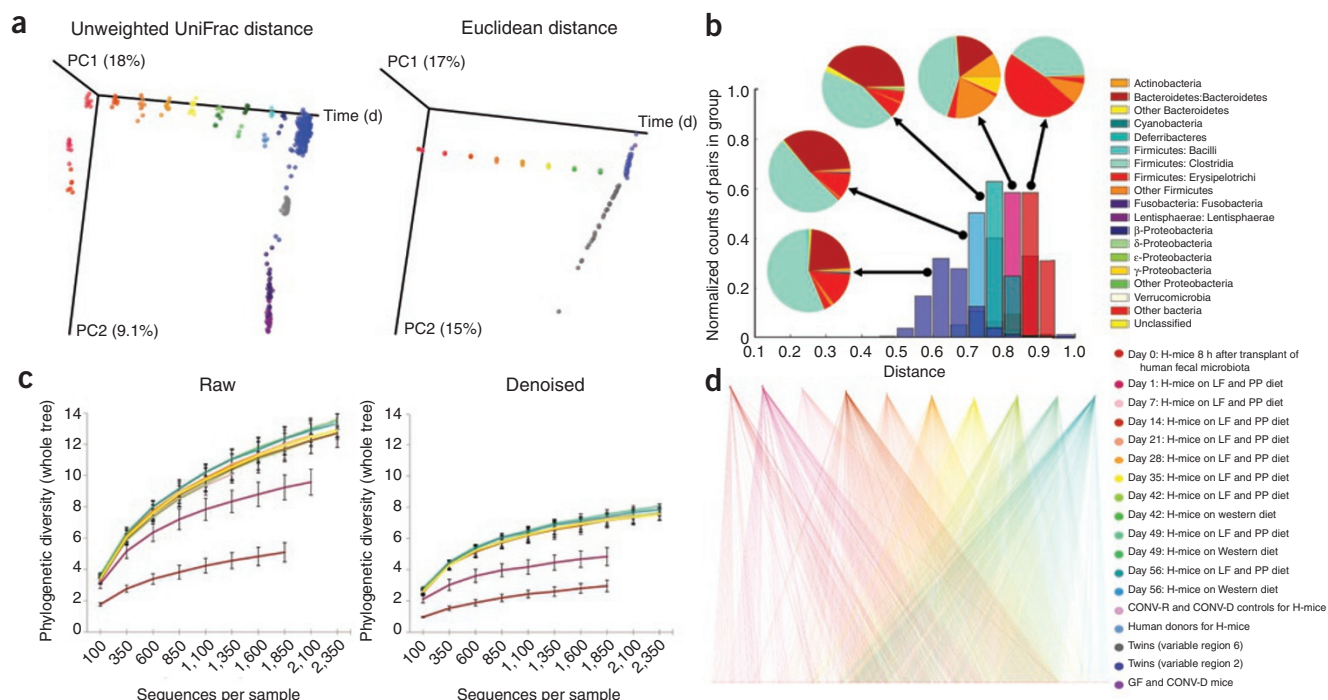 a
Unweighted UniFrac distance
PC1 (18%)
Time (d)
PC2 (9.1%)
Euclidean distance
PC1 (17%)
Time (d)
PC2 (15%)
b
Normalized counts of pairs in group
1.0
0.8
0.6
0.4
0.2
0
0.1 0.2 0.3 0.4 0.5 0.6 0.7 0.8 0.9 1.0
Distance
Actinobacteria
Bacteroidetes:Bacteroidetes
Other Bacteroidetes
Cyanobacteria
Deferribacteres
Firmicutes: Bacilli
Firmicutes: Clostridia
Firmicutes: Erysipelotrichi
Other Firmicutes
Fusobacteria: Fusobacteria
Lentisphaerae: Lentisphaerae
β-Proteobacteria
δ-Proteobacteria
ε-Proteobacteria
γ-Proteobacteria
Other Proteobacteria
Verrucomicrobia
Other bacteria
Unclassified
c
Raw
Phylogenetic diversity (whole tree)
14
12
10
8
6
4
2
0
100 350 600 850 1,100 1,350 1,600 1,850 2,100 2,350
Sequences per sample
Denoised
Phylogenetic diversity (whole tree)
14
12
10
8
6
4
2
0
100 350 600 850 1,100 1,350 1,600 1,850 2,100 2,350
Sequences per sample
d
Day 0: H-mice 8 h after transplant of
human fecal microbiota
Day 1: H-mice on LF and PP diet
Day 7: H-mice on LF and PP diet
Day 14: H-mice on LF and PP diet
Day 21: H-mice on LF and PP diet
Day 28: H-mice on LF and PP diet
Day 35: H-mice on LF and PP diet
Day 42: H-mice on LF and PP diet
Day 42: H-mice on western diet
Day 49: H-mice on LF and PP diet
Day 49: H-mice on Western diet
Day 56: H-mice on LF and PP diet
Day 56: H-mice on Western diet
CONV-R and CONV-D controls for H-mice
Human donors for H-mice
Twins (variable region 6)
Twins (variable region 2)
GF and CONV-D mice